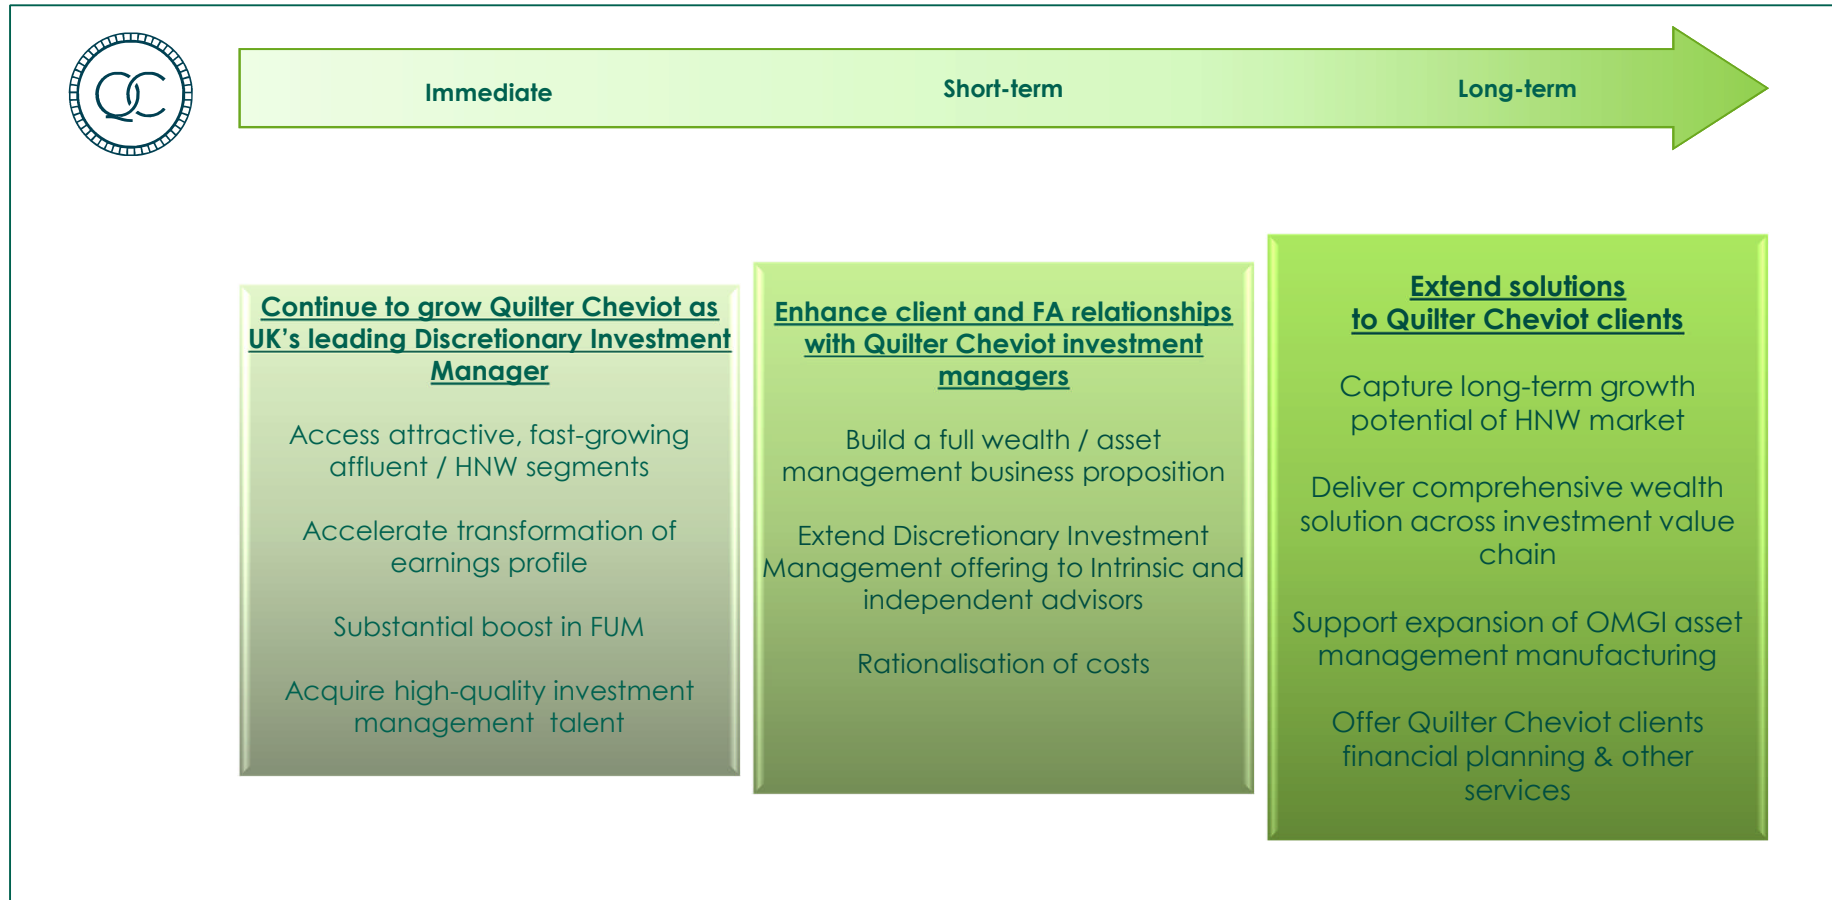 QC
Immediate
Short-term
Long-term
Continue to grow Quilter Cheviot as
UK’s leading Discretionary Investment
Manager
Access attractive, fast-growing
affluent / HNW segments
Accelerate transformation of
earnings profile
Substantial boost in FUM
Acquire high-quality investment
management talent
Enhance client and FA relationships
with Quilter Cheviot investment
managers
Build a full wealth / asset
management business proposition
Extend Discretionary Investment
Management offering to Intrinsic and
independent advisors
Rationalisation of costs
Extend solutions
to Quilter Cheviot clients
Capture long-term growth
potential of HNW market
Deliver comprehensive wealth
solution across investment value
chain
Support expansion of OMGI asset
management manufacturing
Offer Quilter Cheviot clients
financial planning & other
services